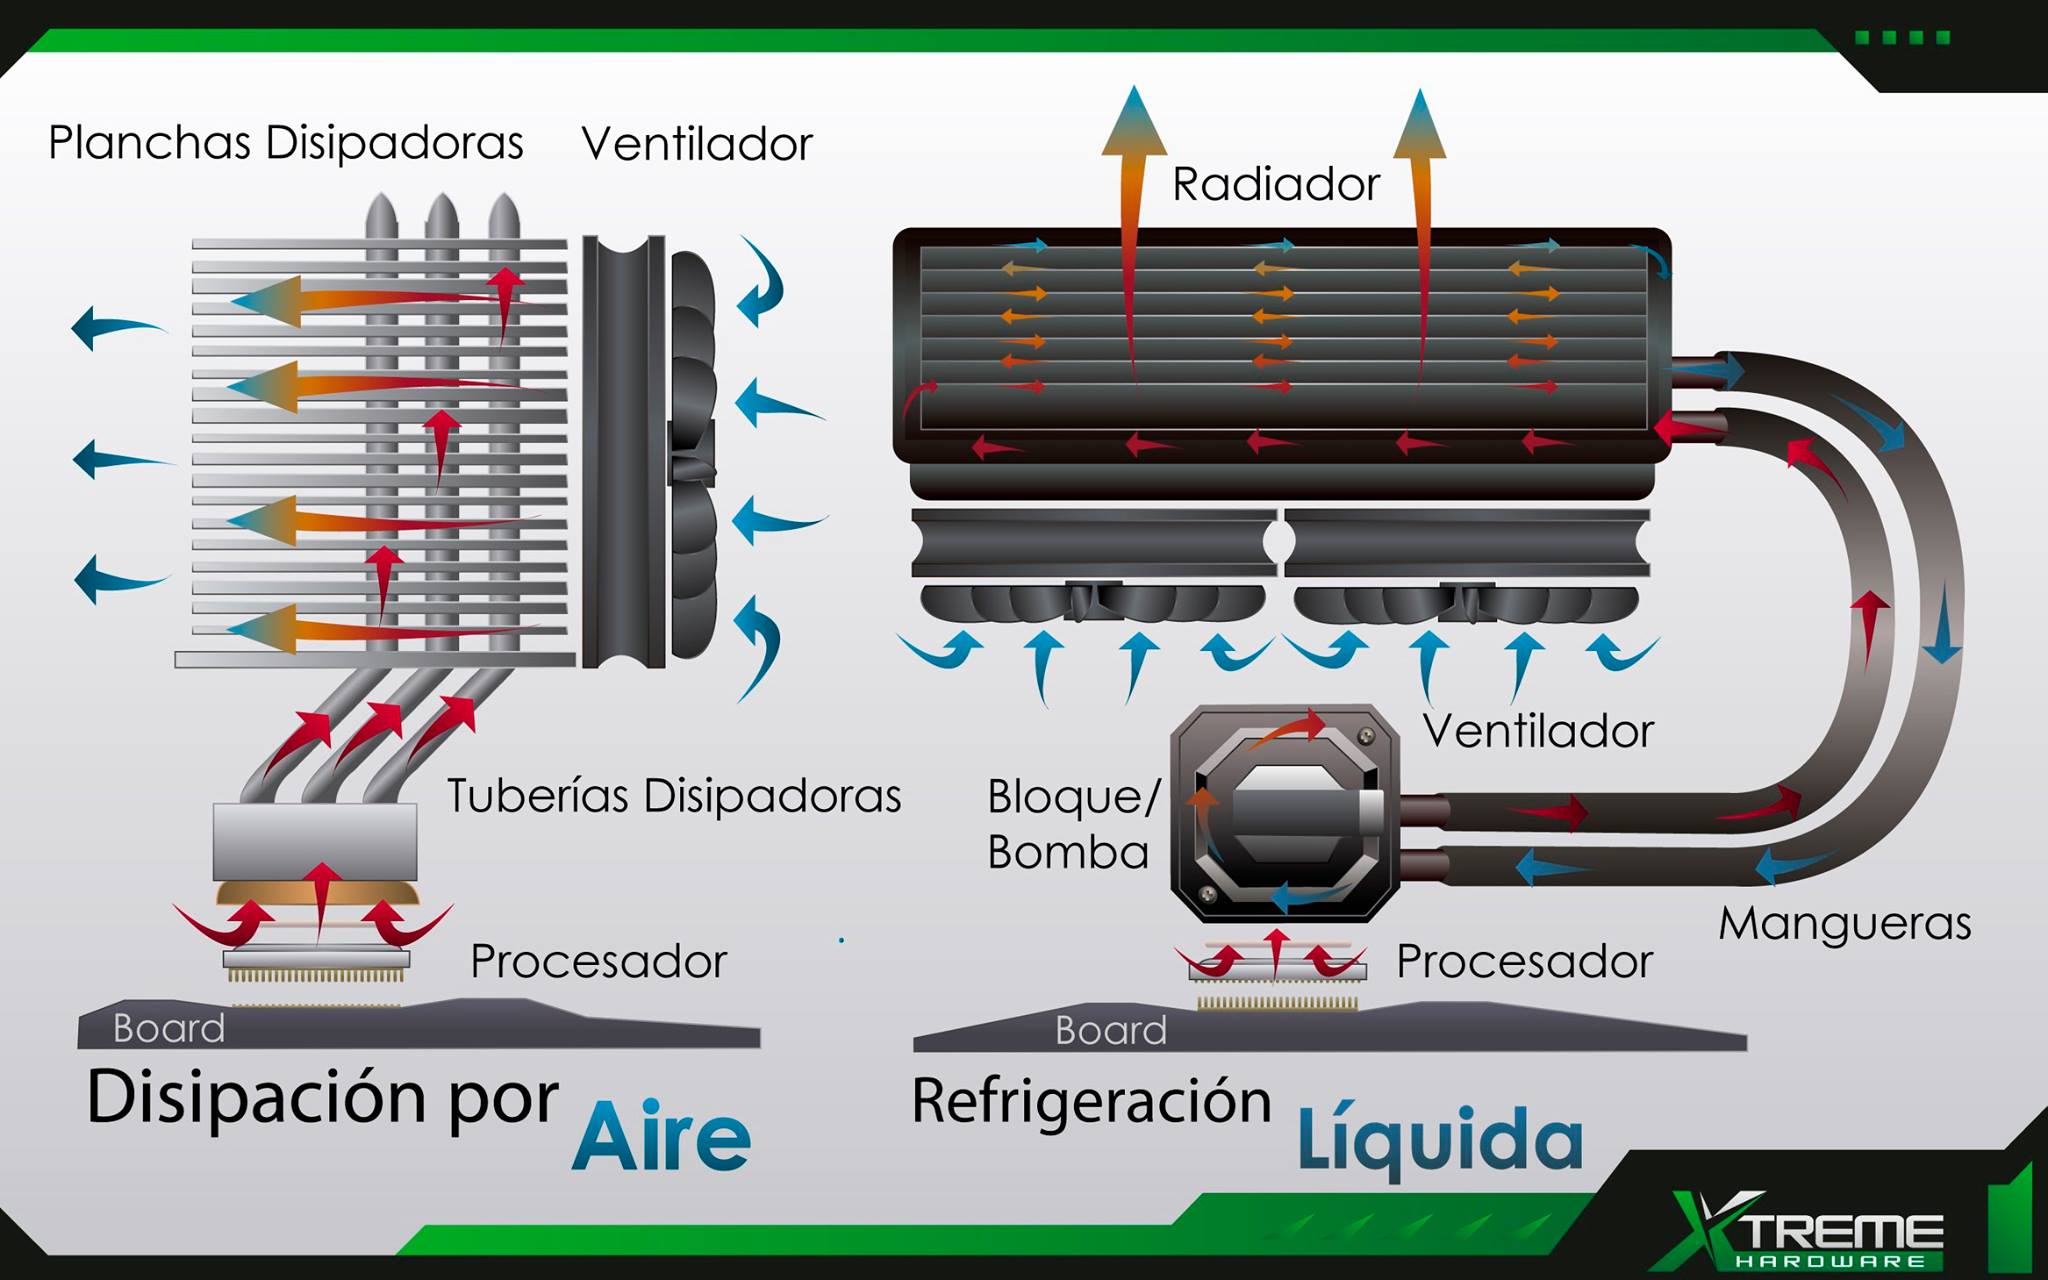 Planchas Disipadoras
Ventilador
Tuberías Disipadoras
Procesador
Board
Disipación por
Aire
Radiador
Ventilador
Bloque/
Bomba
Mangueras
Procesador
Board
Refrigeración
Líquida
XTREME
HARDWARE